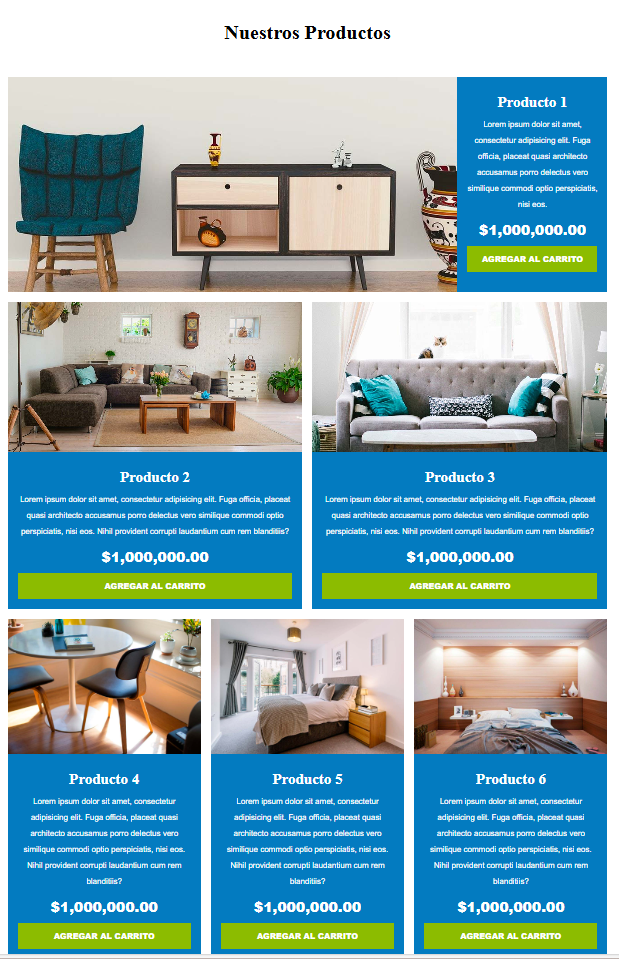 Nuestros Productos
Producto 1
Lorem ipsum dolor sit amet,
consectetur adipisicing elit. Fuga
officia, placeat quasi architecto
accusamus porro delectus vero
similique commodi optio perspiciatis,
nisi eos.
$1,000,000.00
AGREGAR AL CARRITO
Producto 2
Lorem ipsum dolor sit amet, consectetur adipisicing elit. Fuga officia, placeat
quasi architecto accusamus porro delectus vero similique commodi optio
perspiciatis, nisi eos. Nihil provident corrupti laudantium cum rem blanditiis?
$1,000,000.00
AGREGAR AL CARRITO
Producto 3
Lorem ipsum dolor sit amet, consectetur adipisicing elit. Fuga officia, placeat
quasi architecto accusamus porro delectus vero similique commodi optio
perspiciatis, nisi eos. Nihil provident corrupti laudantium cum rem blanditiis?
$1,000,000.00
AGREGAR AL CARRITO
Producto 4
Lorem ipsum dolor sit amet, consectetur
adipisicing elit. Fuga officia, placeat quasi
architecto accusamus porro delectus vero
similique commodi optio perspiciatis, nisi eos.
Nihil provident corrupti laudantium cum rem
blanditiis?
$1,000,000.00
AGREGAR AL CARRITO
Producto 5
Lorem ipsum dolor sit amet, consectetur
adipisicing elit. Fuga officia, placeat quasi
architecto accusamus porro delectus vero
similique commodi optio perspiciatis, nisi eos.
Nihil provident corrupti laudantium cum rem
blanditiis?
$1,000,000.00
AGREGAR AL CARRITO
Producto 6
Lorem ipsum dolor sit amet, consectetur
adipisicing elit. Fuga officia, placeat quasi
architecto accusamus porro delectus vero
similique commodi optio perspiciatis, nisi eos.
Nihil provident corrupti laudantium cum rem
blanditiis?
$1,000,000.00
AGREGAR AL CARRITO